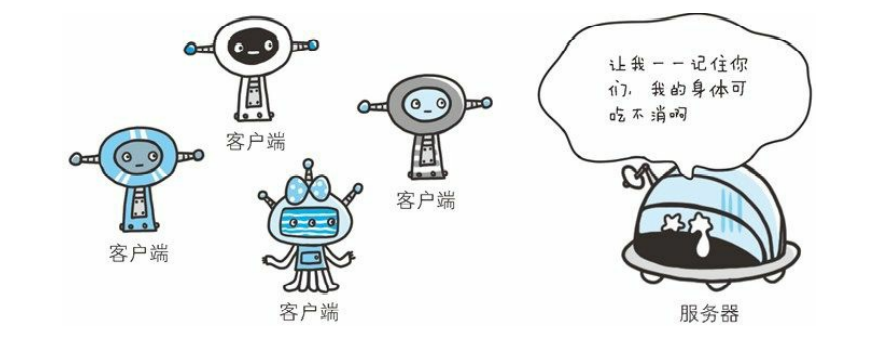 让我一一记住你
们，我的身体可
吃不消啊
客户端
客户端
客户端
客户端
服务器